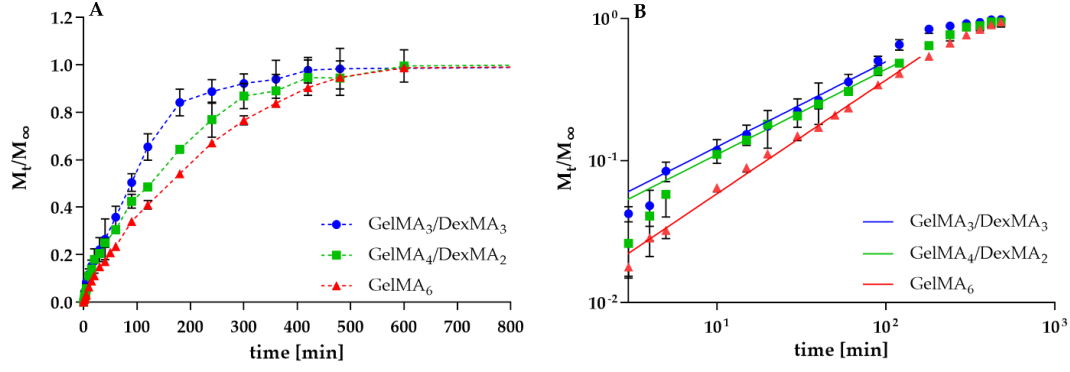 A
1.2
1.0
0.8
0.6
0.4
0.2
0.0
Mt/M∞
0 100 200 300 400 500 600 700 800
time [min]
GelMA3/DexMA3
GelMA4/DexMA2
GelMA6
B
10^0
10^-1
10^-2
Mt/M∞
10^1 10^2 10^3
time [min]
GelMA3/DexMA3
GelMA4/DexMA2
GelMA6